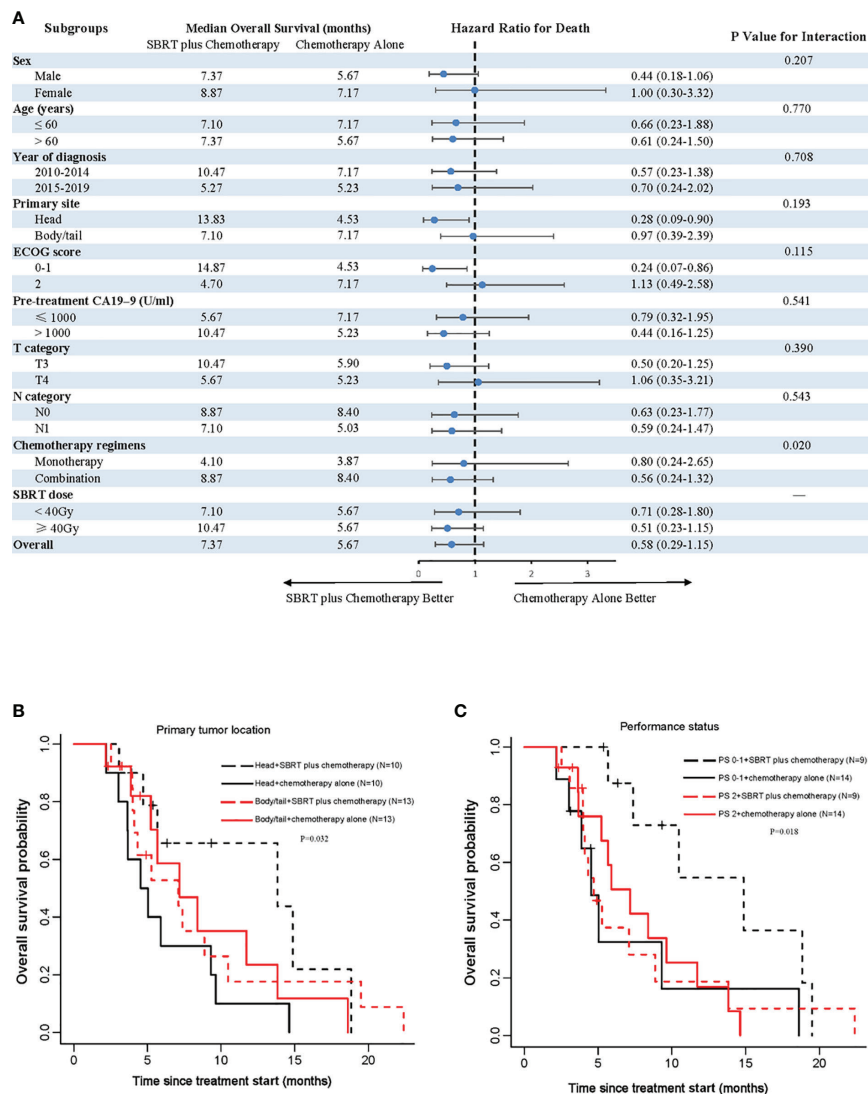 A
Subgroups Median Overall Survival (months) Hazard Ratio for Death P Value for Interaction
SBRT plus Chemotherapy Chemotherapy Alone
Sex 0.207
Male 7.37 5.67 0.44 (0.18-1.06)
Female 8.87 7.17 1.00 (0.30-3.32)
Age (years) 0.770
≤ 60 7.10 7.17 0.66 (0.23-1.88)
> 60 7.37 5.67 0.61 (0.24-1.50)
Year of diagnosis 0.708
2010-2014 10.47 7.17 0.57 (0.23-1.38)
2015-2019 5.27 5.23 0.70 (0.24-2.02)
Primary site 0.193
Head 13.83 4.53 0.28 (0.09-0.90)
Body/tail 7.10 7.17 0.97 (0.39-2.39)
ECOG score 0.115
0-1 14.87 4.53 0.24 (0.07-0.86)
2 4.70 7.17 1.13 (0.49-2.58)
Pre-treatment CA19–9 (U/ml) 0.541
≤ 1000 5.67 7.17 0.79 (0.32-1.95)
> 1000 10.47 5.23 0.44 (0.16-1.25)
T category 0.390
T3 10.47 5.90 0.50 (0.20-1.25)
T4 5.67 5.23 1.06 (0.35-3.21)
N category 0.543
N0 8.87 8.40 0.63 (0.23-1.77)
N1 7.10 5.03 0.59 (0.24-1.47)
Chemotherapy regimens 0.020
Monotherapy 4.10 3.87 0.80 (0.24-2.65)
Combination 8.87 8.40 0.56 (0.24-1.32)
SBRT dose —
< 40Gy 7.10 5.67 0.71 (0.28-1.80)
≥ 40Gy 10.47 5.67 0.51 (0.23-1.15)
Overall 7.37 5.67 0.58 (0.29-1.15)
0 1 2 3
SBRT plus Chemotherapy Better Chemotherapy Alone Better
B
Primary tumor location
Overall survival probability
1.0
0.8
0.6
0.4
0.2
0.0
Head+SBRT plus chemotherapy (N=10)
Head+chemotherapy alone (N=10)
Body/tail+SBRT plus chemotherapy (N=13)
Body/tail+chemotherapy alone (N=13)
P=0.032
0 5 10 15 20
Time since treatment start (months)
C
Performance status
Overall survival probability
1.0
0.8
0.6
0.4
0.2
0.0
PS 0-1+SBRT plus chemotherapy (N=9)
PS 0-1+chemotherapy alone (N=14)
PS 2+SBRT plus chemotherapy (N=9)
PS 2+chemotherapy alone (N=14)
P=0.018
0 5 10 15 20
Time since treatment start (months)